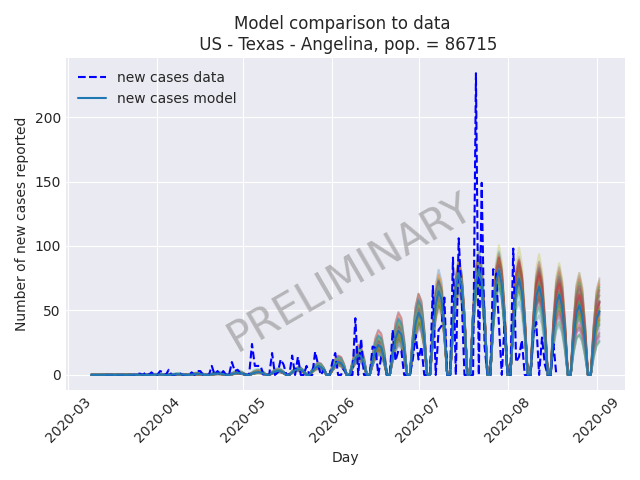 Model comparison to data
US - Texas - Angelina, pop. = 86715
new cases data
new cases model
Number of new cases reported
200
150
100
50
0
PRELIMINARY
2020-03
2020-04
2020-05
2020-06
2020-07
2020-08
2020-09
Day